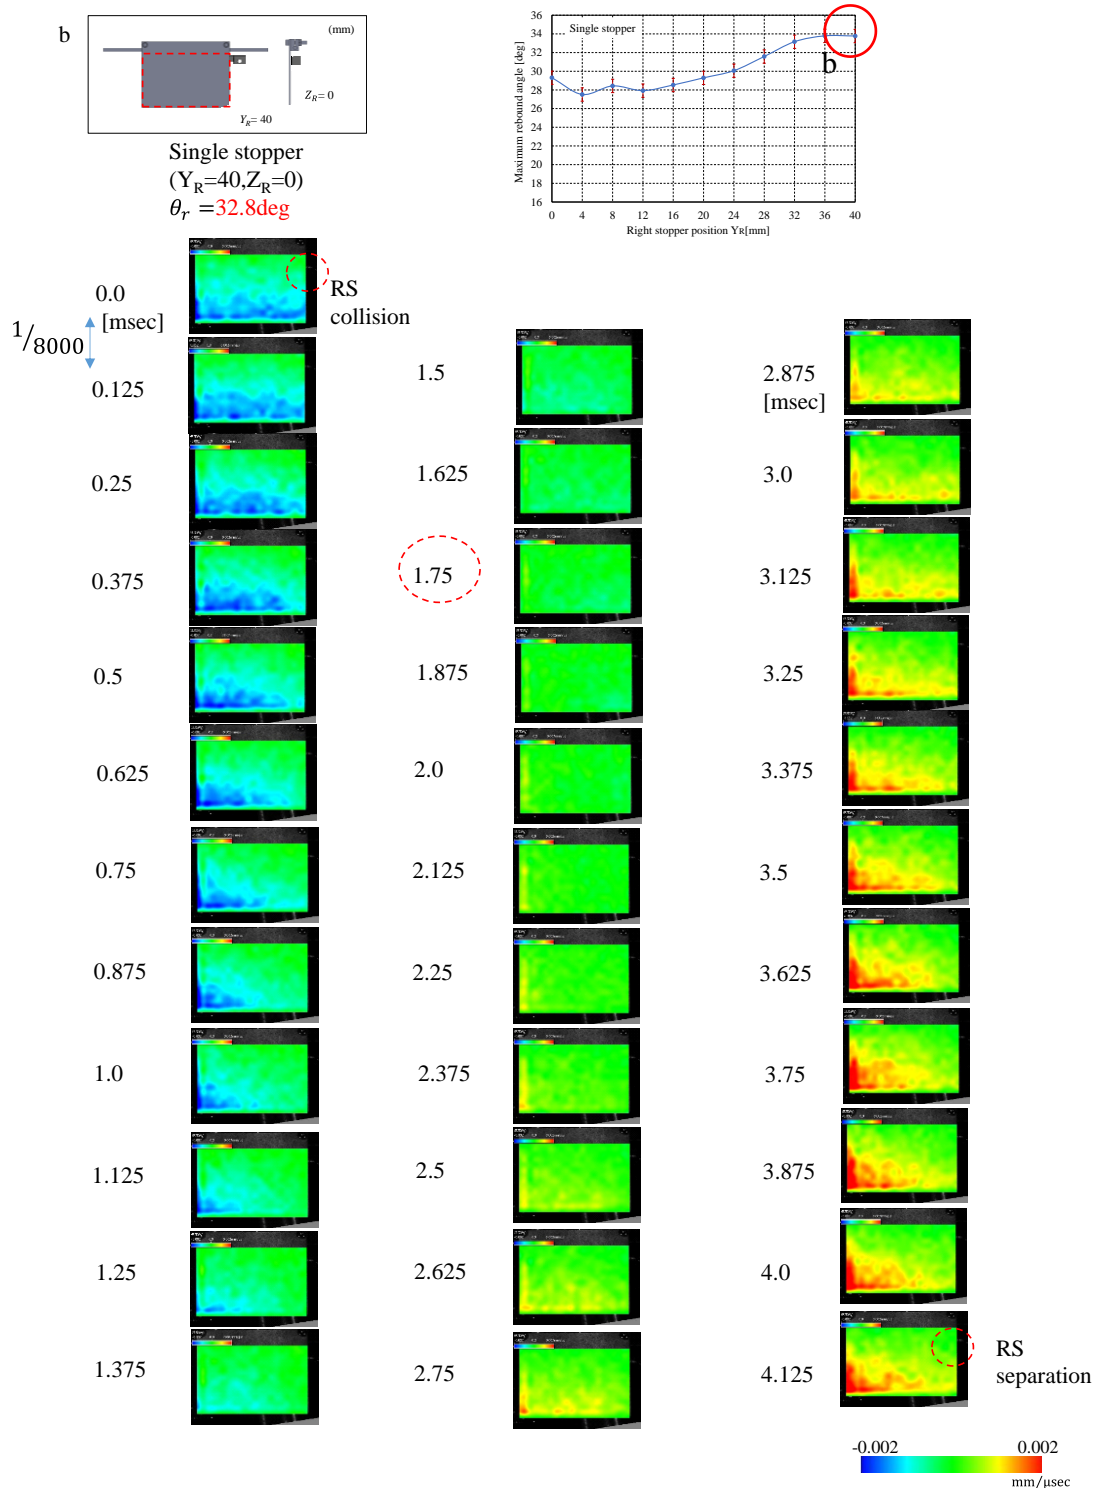 b
(mm)
Z_R= 0
Y_R= 40
Single stopper
(Y_R=40,Z_R=0)
θ_r =32.8deg
Single stopper
Maximum rebound angle [deg]
36
34
32
30
28
26
24
22
20
18
16
0 4 8 12 16 20 24 28 32 36 40
Right stopper position YR[mm]
b
0.0
[msec]
1/8000
RS
collision
0.125
0.25
0.375
0.5
0.625
0.75
0.875
1.0
1.125
1.25
1.375
1.5
1.625
1.75
1.875
2.0
2.125
2.25
2.375
2.5
2.625
2.75
2.875
[msec]
3.0
3.125
3.25
3.375
3.5
3.625
3.75
3.875
4.0
4.125
RS
separation
-0.002 0.002
mm/μsec